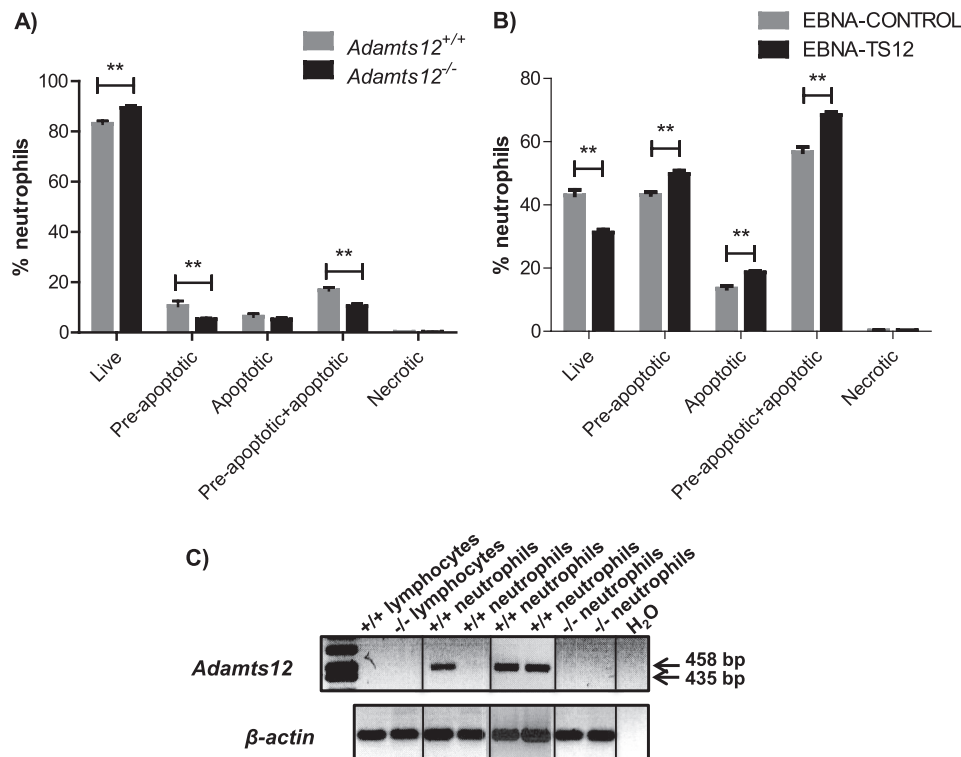 A)
Adamts12+/+
Adamts12-/-
% neutrophils
100
80
60
40
20
0
**
**
**
Live
Pre-apoptotic
Apoptotic
Pre-apoptotic+apoptotic
Necrotic
B)
EBNA-CONTROL
EBNA-TS12
% neutrophils
80
60
40
20
0
**
**
**
**
Live
Pre-apoptotic
Apoptotic
Pre-apoptotic+apoptotic
Necrotic
C)
+/+ lymphocytes
-/- lymphocytes
+/+ neutrophils
+/+ neutrophils
+/+ neutrophils
+/+ neutrophils
-/- neutrophils
-/- neutrophils
H2O
Adamts12
458 bp
435 bp
β-actin